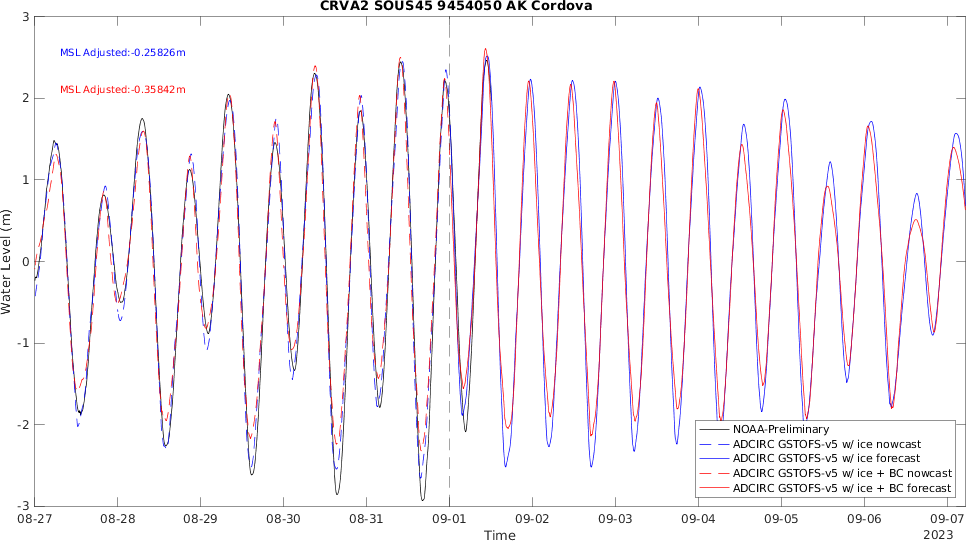 CRVA2 SOUS45 9454050 AK Cordova
MSL Adjusted:-0.25826m
MSL Adjusted:-0.35842m
Water Level (m)
3
2
1
0
-1
-2
-3
NOAA-Preliminary
ADCIRC GSTOFS-v5 w/ ice nowcast
ADCIRC GSTOFS-v5 w/ ice forecast
ADCIRC GSTOFS-v5 w/ ice + BC nowcast
ADCIRC GSTOFS-v5 w/ ice + BC forecast
08-27 08-28 08-29 08-30 08-31 09-01 09-02 09-03 09-04 09-05 09-06 09-07
Time
2023